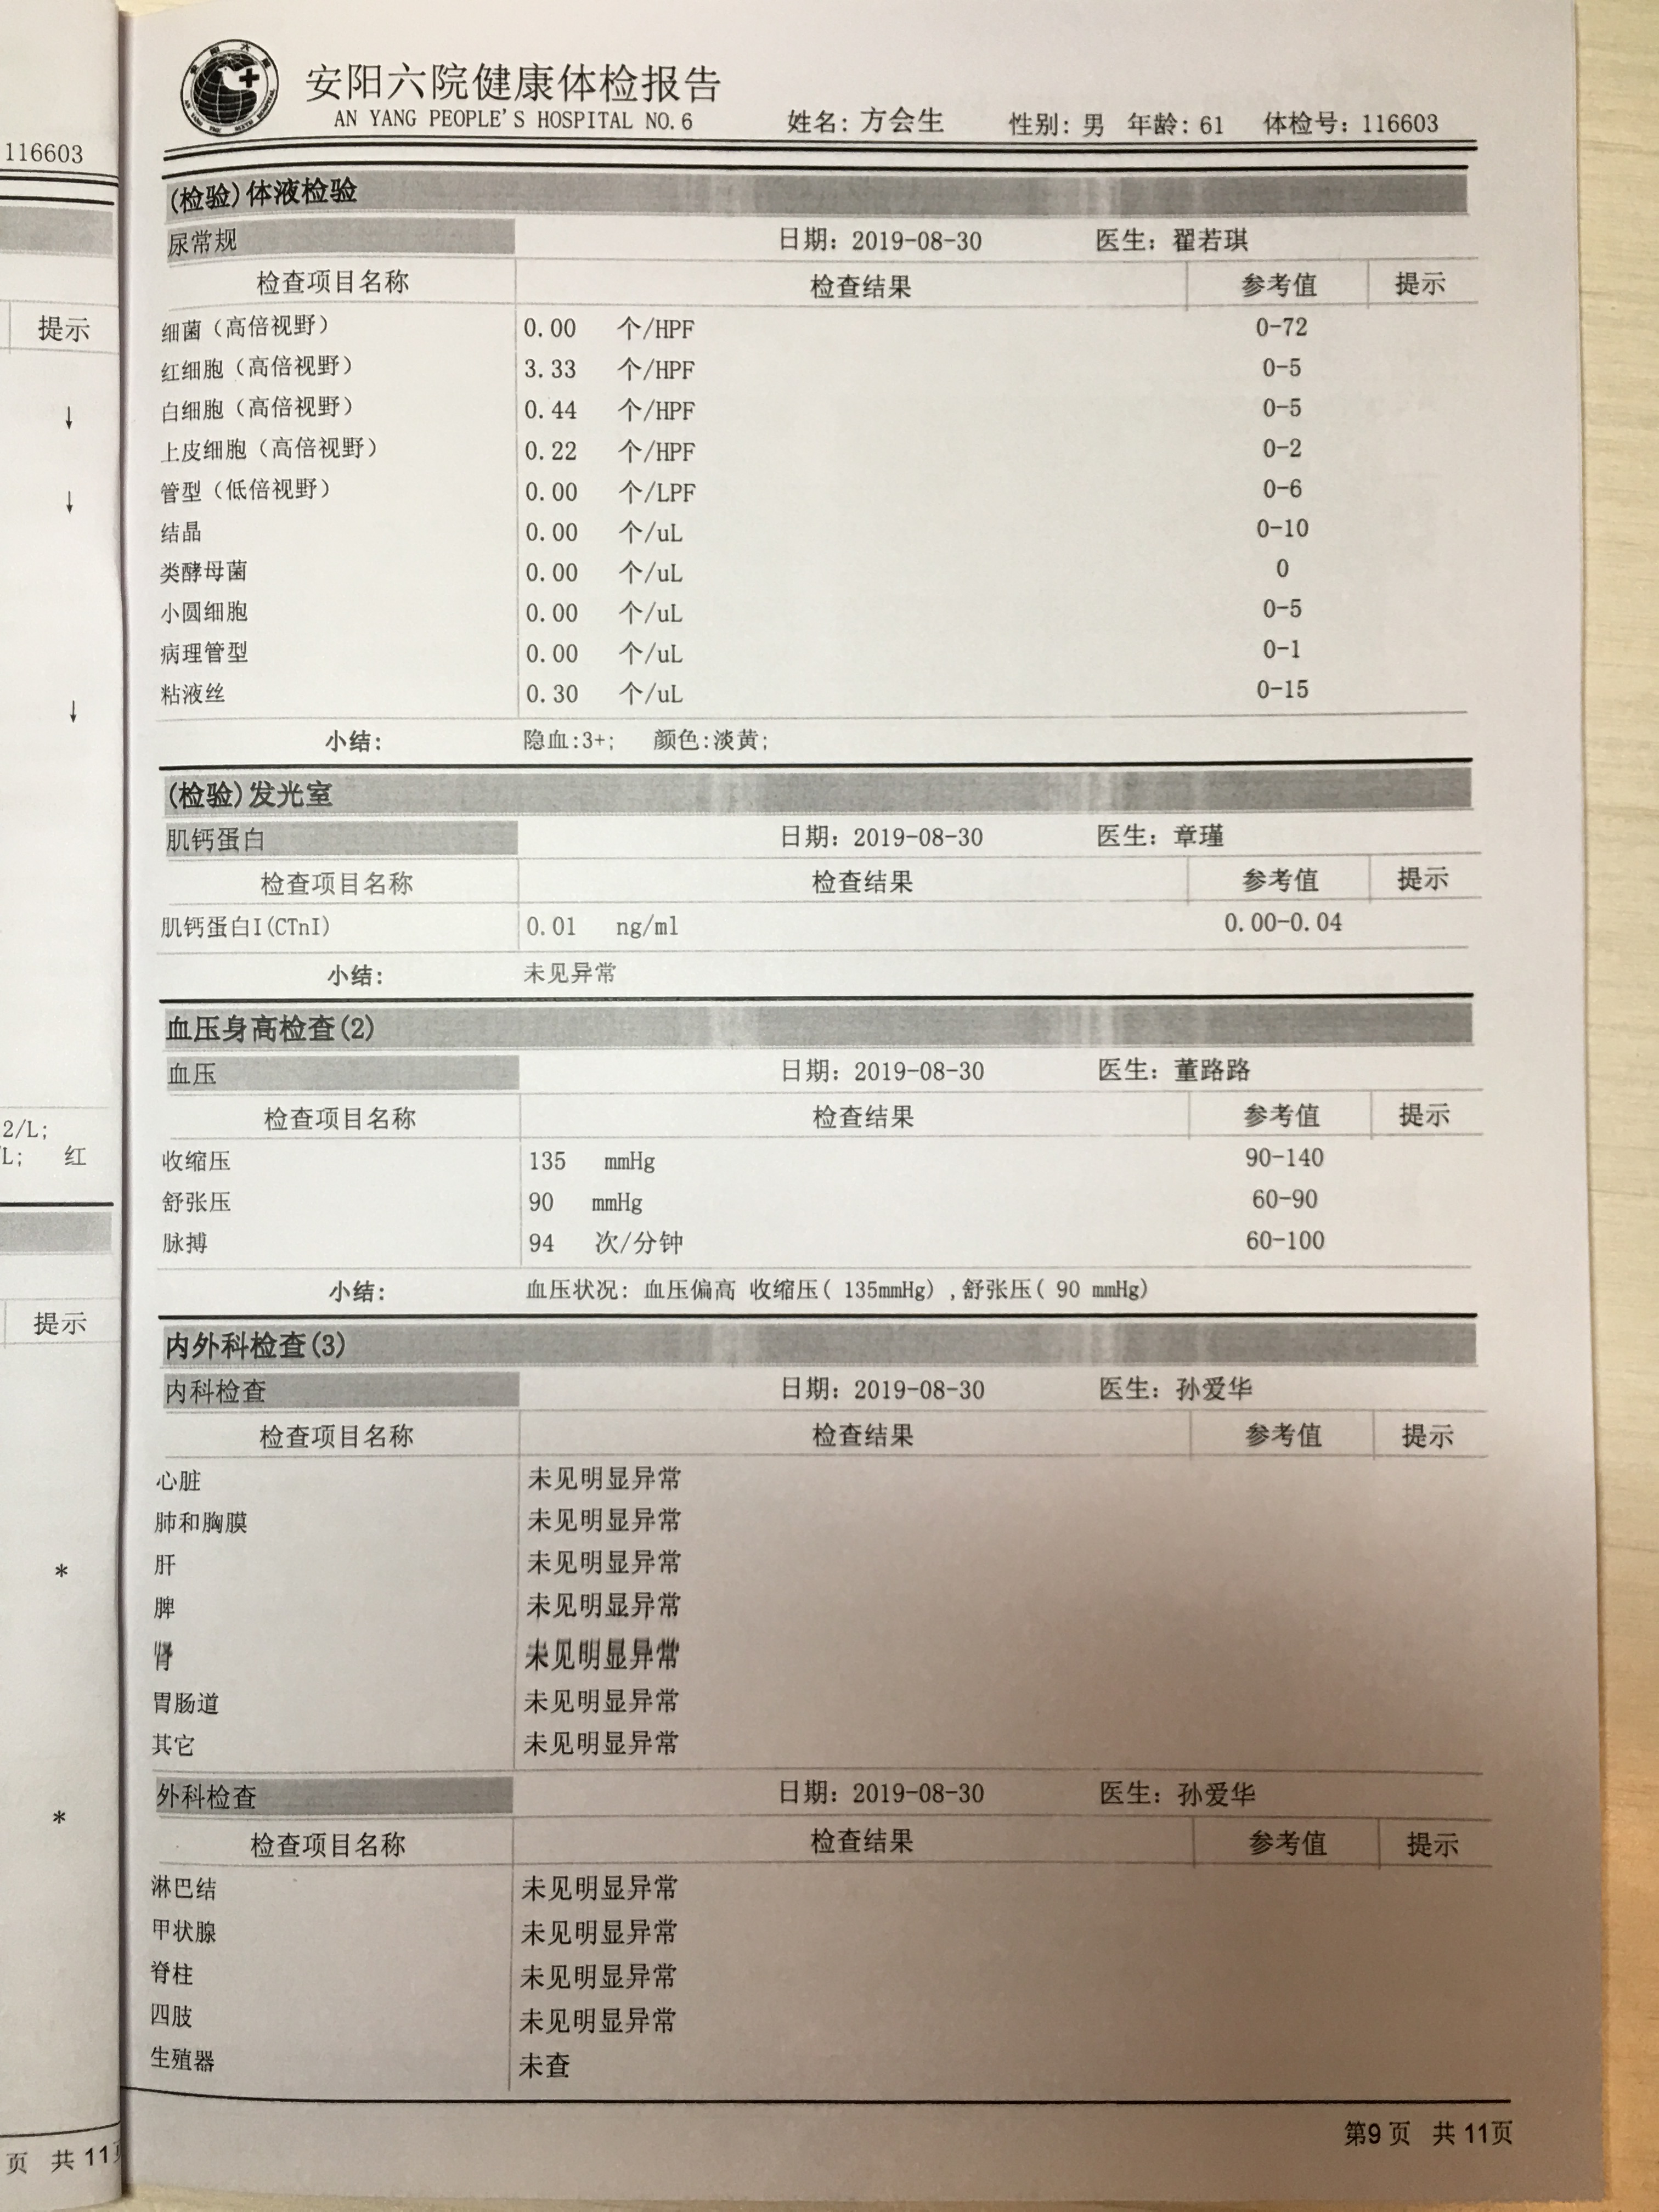 116603
提示
↓
↓
↓
2/L;
L; 红
提示
*
*
页 共 11
安阳六院健康体检报告
AN YANG PEOPLE'S HOSPITAL NO.6 姓名: 方会生 性别: 男 年龄: 61 体检号: 116603
(检验)体液检验
尿常规 日期: 2019-08-30 医生: 翟若琪
检查项目名称 检查结果 参考值 提示
细菌（高倍视野） 0.00 个/HPF 0-72
红细胞（高倍视野） 3.33 个/HPF 0-5
白细胞（高倍视野） 0.44 个/HPF 0-5
上皮细胞（高倍视野） 0.22 个/HPF 0-2
管型（低倍视野） 0.00 个/LPF 0-6
结晶 0.00 个/uL 0-10
类酵母菌 0.00 个/uL 0
小圆细胞 0.00 个/uL 0-5
病理管型 0.00 个/uL 0-1
粘液丝 0.30 个/uL 0-15
小结: 隐血:3+; 颜色:淡黄;
(检验)发光室
肌钙蛋白 日期: 2019-08-30 医生: 章瑾
检查项目名称 检查结果 参考值 提示
肌钙蛋白I(CTnI) 0.01 ng/ml 0.00-0.04
小结: 未见异常
血压身高检查(2)
血压 日期: 2019-08-30 医生: 董路路
检查项目名称 检查结果 参考值 提示
收缩压 135 mmHg 90-140
舒张压 90 mmHg 60-90
脉搏 94 次/分钟 60-100
小结: 血压状况: 血压偏高 收缩压( 135mmHg) ,舒张压( 90 mmHg)
内外科检查(3)
内科检查 日期: 2019-08-30 医生: 孙爱华
检查项目名称 检查结果 参考值 提示
心脏 未见明显异常
肺和胸膜 未见明显异常
肝 未见明显异常
脾 未见明显异常
肾 未见明显异常
胃肠道 未见明显异常
其它 未见明显异常
外科检查 日期: 2019-08-30 医生: 孙爱华
检查项目名称 检查结果 参考值 提示
淋巴结 未见明显异常
甲状腺 未见明显异常
脊柱 未见明显异常
四肢 未见明显异常
生殖器 未查
第9 页 共 11页